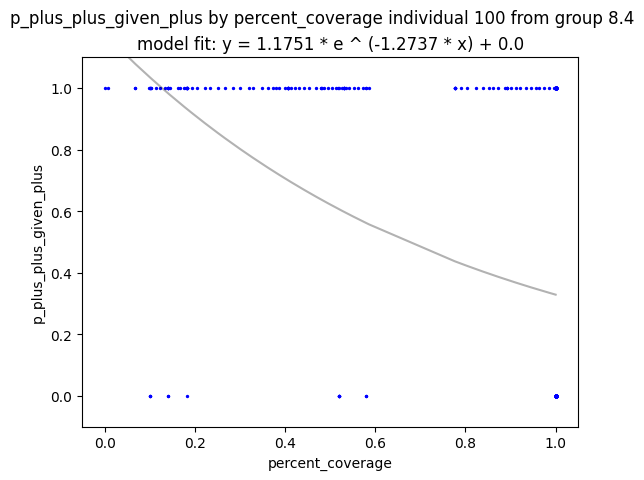 p_plus_plus_given_plus by percent_coverage individual 100 from group 8.4
model fit: y = 1.1751 * e ^ (-1.2737 * x) + 0.0
p_plus_plus_given_plus
1.0
0.8
0.6
0.4
0.2
0.0
0.0 0.2 0.4 0.6 0.8 1.0
percent_coverage